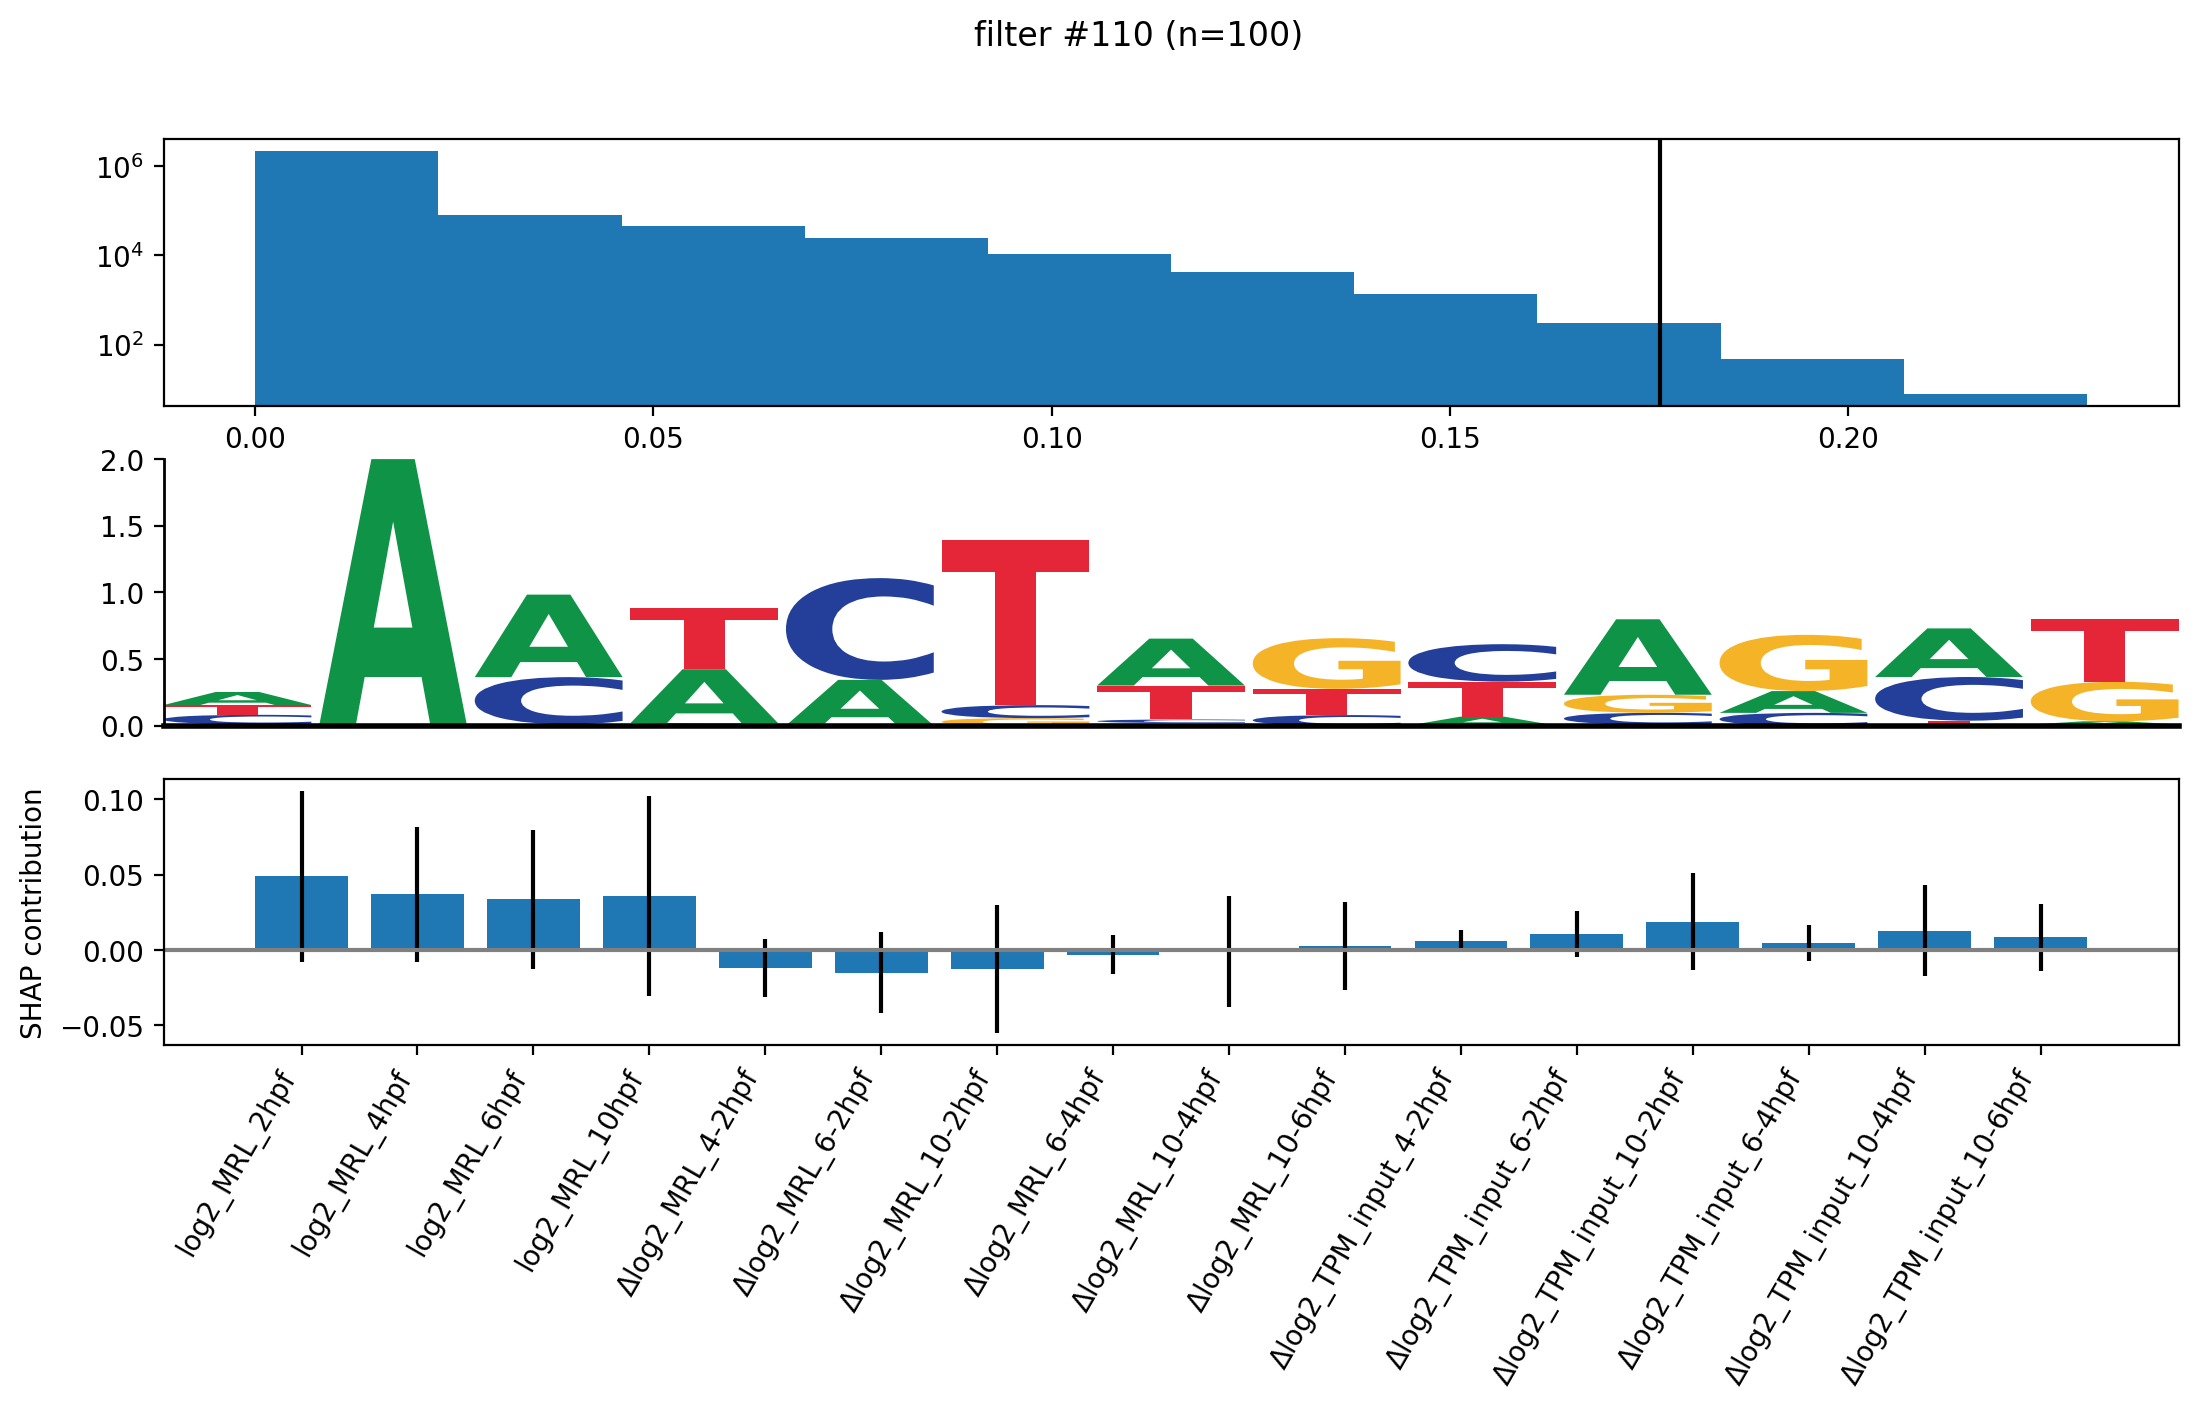 filter #110 (n=100)
10^6
10^4
10^2
0.00 0.05 0.10 0.15 0.20
2.0
1.5
1.0
0.5
0.0
A T C
A
A C
T A
C A
T C G
A T C
G T C
C T A
A G C
G A C
A C T
T G A
SHAP contribution
0.10
0.05
0.00
−0.05
log2_MRL_2hpf
log2_MRL_4hpf
log2_MRL_6hpf
log2_MRL_10hpf
Δlog2_MRL_4-2hpf
Δlog2_MRL_6-2hpf
Δlog2_MRL_10-2hpf
Δlog2_MRL_6-4hpf
Δlog2_MRL_10-4hpf
Δlog2_MRL_10-6hpf
Δlog2_TPM_input_4-2hpf
Δlog2_TPM_input_6-2hpf
Δlog2_TPM_input_10-2hpf
Δlog2_TPM_input_6-4hpf
Δlog2_TPM_input_10-4hpf
Δlog2_TPM_input_10-6hpf